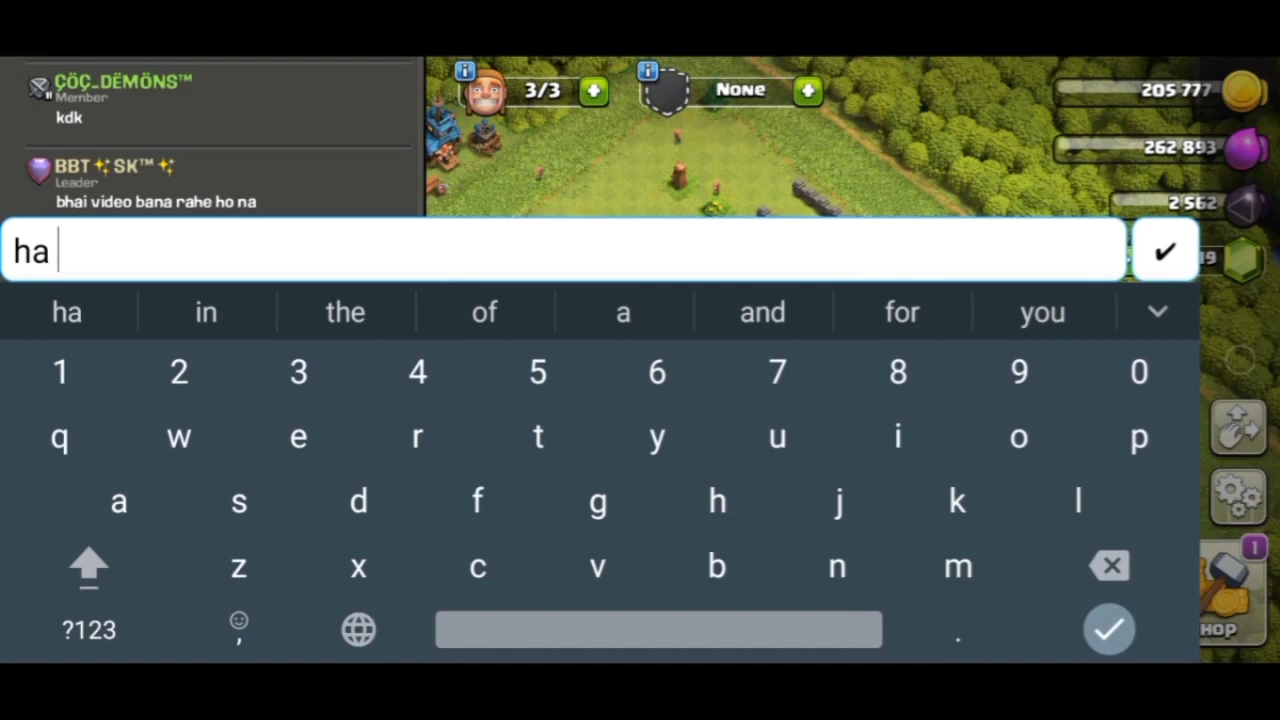 ÇÖÇ_DËMÖNS™
Member
kdk
BBT✨SK™✨
Leader
bhai video bana rahe ho na
3/3
None
205 777
262 893
2 562
19
ha
ha in the of a and for you
1 2 3 4 5 6 7 8 9 0
q w e r t y u i o p
a s d f g h j k l
z x c v b n m
?123 , .
1
HOP